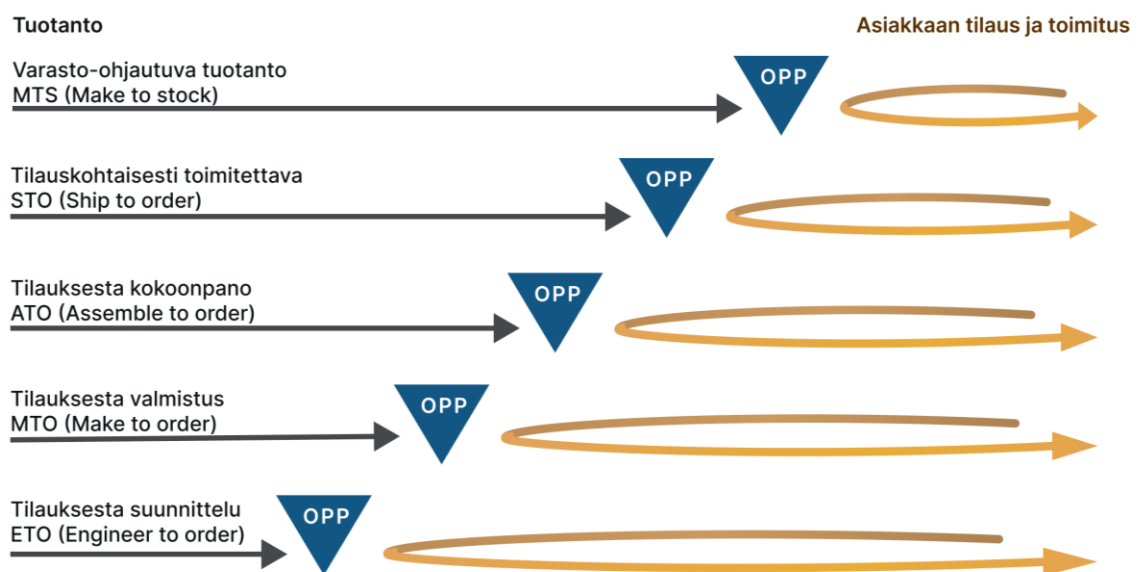 Tuotanto
Asiakkaan tilaus ja toimitus
Varasto-ohjautuva tuotanto
MTS (Make to stock)
OPP
Tilauskohtaisesti toimitettava
STO (Ship to order)
OPP
Tilauksesta kokoonpano
ATO (Assemble to order)
OPP
Tilauksesta valmistus
MTO (Make to order)
OPP
Tilauksesta suunnittelu
ETO (Engineer to order)
OPP